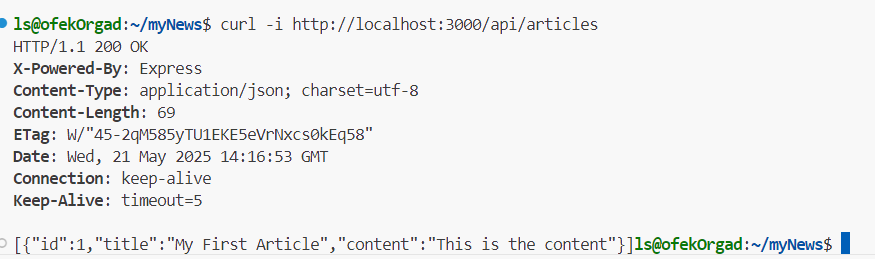 ls@ofekOrgad:~/myNews$ curl -i http://localhost:3000/api/articles
HTTP/1.1 200 OK
X-Powered-By: Express
Content-Type: application/json; charset=utf-8
Content-Length: 69
ETag: W/"45-2qM585yTU1EKE5eVrNxcs0kEq58"
Date: Wed, 21 May 2025 14:16:53 GMT
Connection: keep-alive
Keep-Alive: timeout=5
[{"id":1,"title":"My First Article","content":"This is the content"}]ls@ofekOrgad:~/myNews$